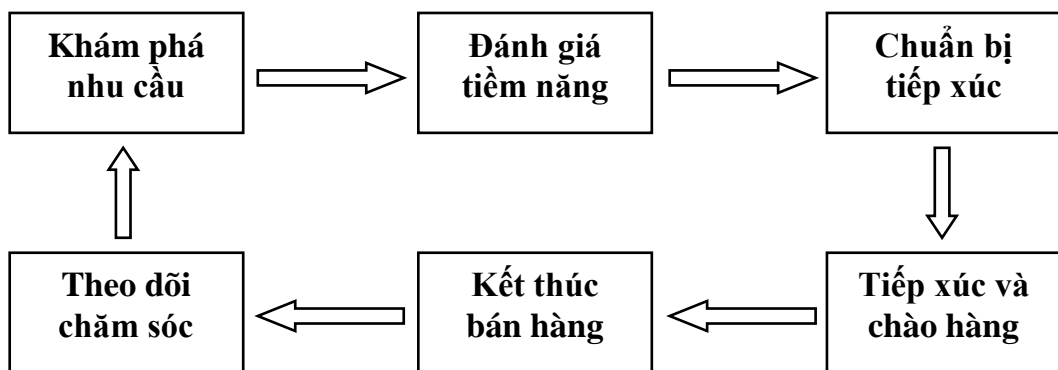 Khám phá
nhu cầu
Đánh giá
tiềm năng
Chuẩn bị
tiếp xúc
Theo dõi
chăm sóc
Kết thúc
bán hàng
Tiếp xúc và
chào hàng